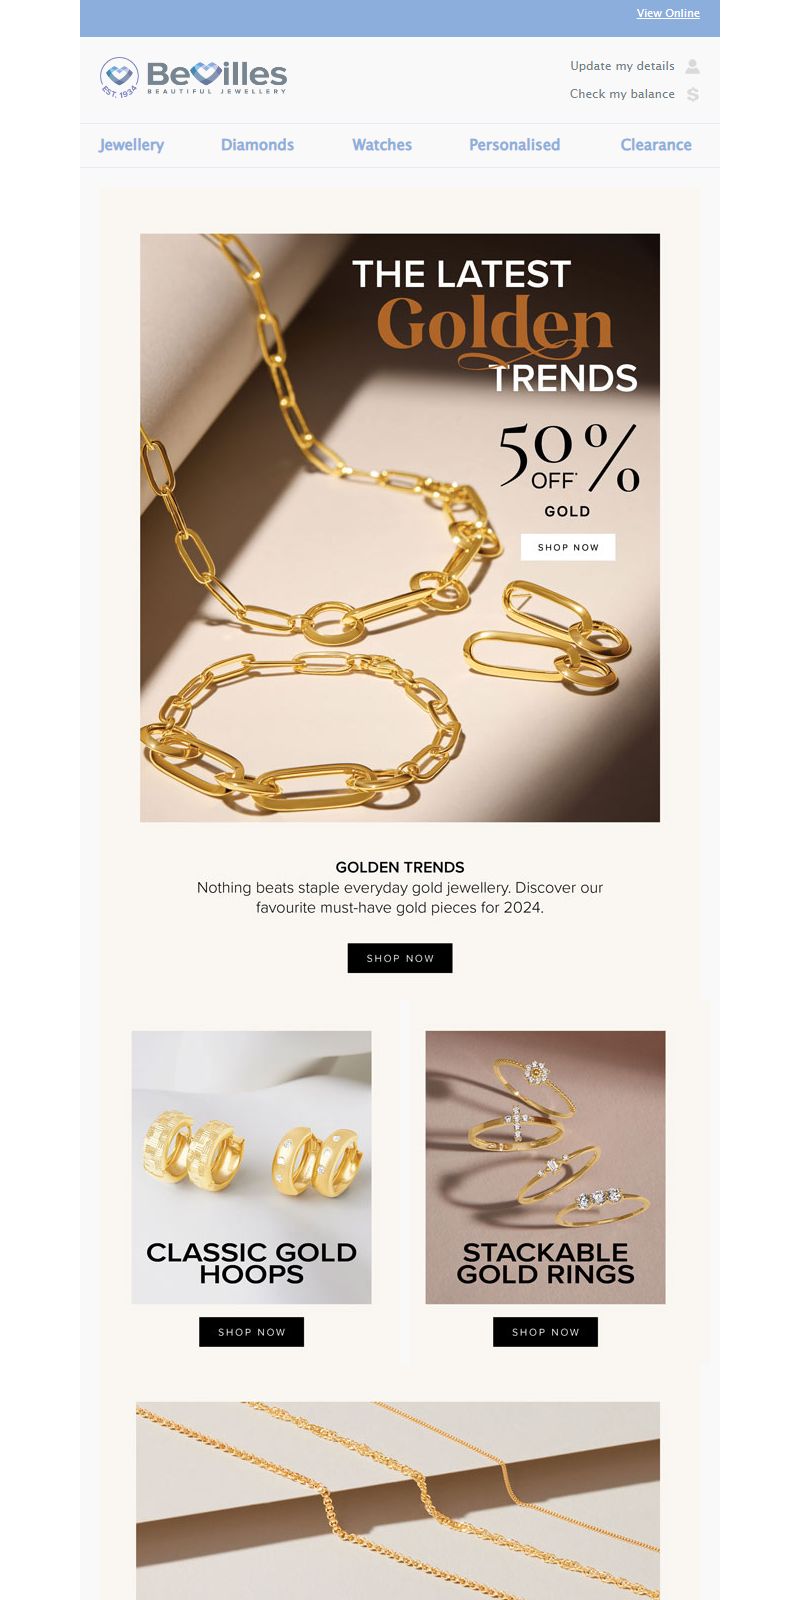 View Online
EST. 1934
Bevilles
BEAUTIFUL JEWELLERY
Update my details
Check my balance
$
Jewellery Diamonds Watches Personalised Clearance
THE LATEST
Golden
TRENDS
50%
OFF*
GOLD
SHOP NOW
GOLDEN TRENDS
Nothing beats staple everyday gold jewellery. Discover our
favourite must-have gold pieces for 2024.
SHOP NOW
CLASSIC GOLD
HOOPS
SHOP NOW
STACKABLE
GOLD RINGS
SHOP NOW